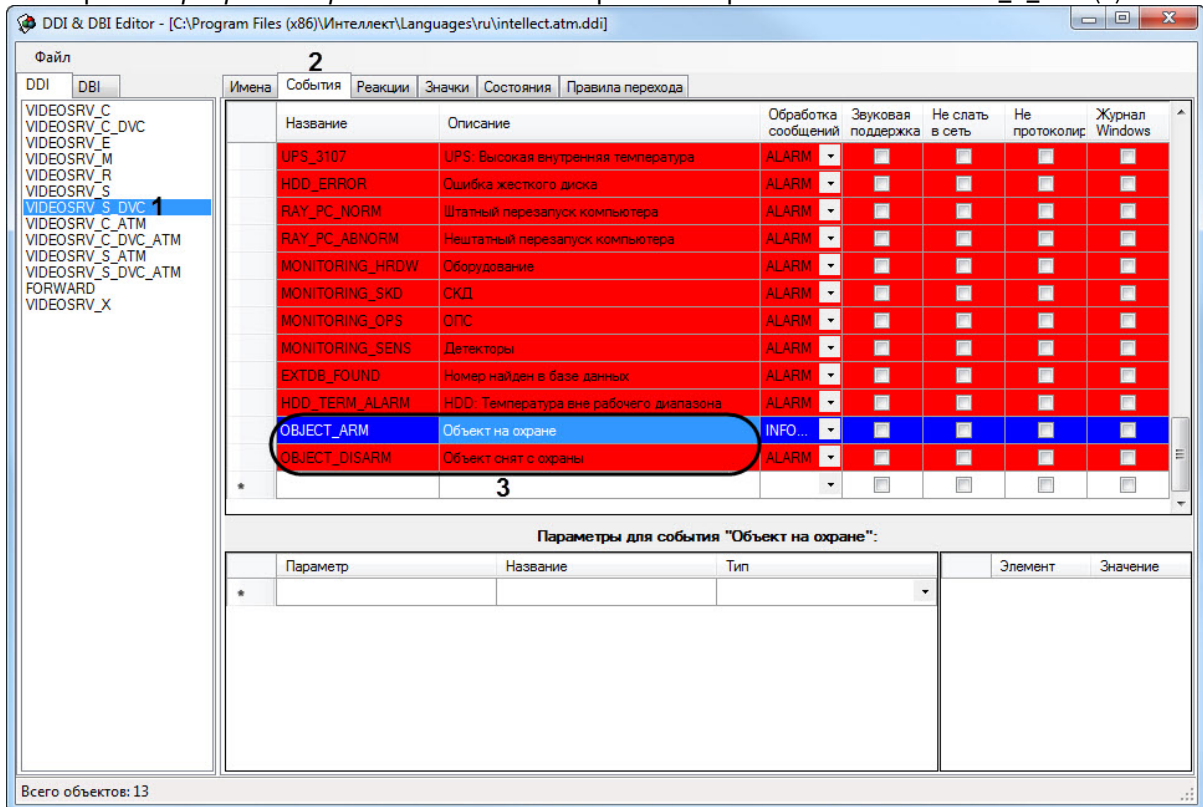 DDI & DBI Editor - [C:\Program Files (x86)\Интеллект\Languages\ru\intellect.atm.ddi]
Файл
2
DDI DBI
Имена События Реакции Значки Состояния Правила перехода
VIDEOSRV_C
VIDEOSRV_C_DVC
VIDEOSRV_E
VIDEOSRV_M
VIDEOSRV_R
VIDEOSRV_S
VIDEOSRV_S_DVC 1
VIDEOSRV_C_ATM
VIDEOSRV_C_DVC_ATM
VIDEOSRV_S_ATM
VIDEOSRV_S_DVC_ATM
FORWARD
VIDEOSRV_X
Название Описание Обработка сообщений Звуковая поддержка Не слать в сеть Не протоколир Журнал Windows
UPS_3107 UPS: Высокая внутренняя температура ALARM
HDD_ERROR Ошибка жесткого диска ALARM
RAY_PC_NORM Штатный перезапуск компьютера ALARM
RAY_PC_ABNORM Нештатный перезапуск компьютера ALARM
MONITORING_HRDW Оборудование ALARM
MONITORING_SKD СКД ALARM
MONITORING_OPS ОПС ALARM
MONITORING_SENS Детекторы ALARM
EXTDB_FOUND Номер найден в базе данных ALARM
HDD_TERM_ALARM HDD: Температура вне рабочего диапазона ALARM
OBJECT_ARM Объект на охране INFO...
OBJECT_DISARM Объект снят с охраны ALARM
* 3
Параметры для события "Объект на охране":
Параметр Название Тип Элемент Значение
*
Всего объектов: 13